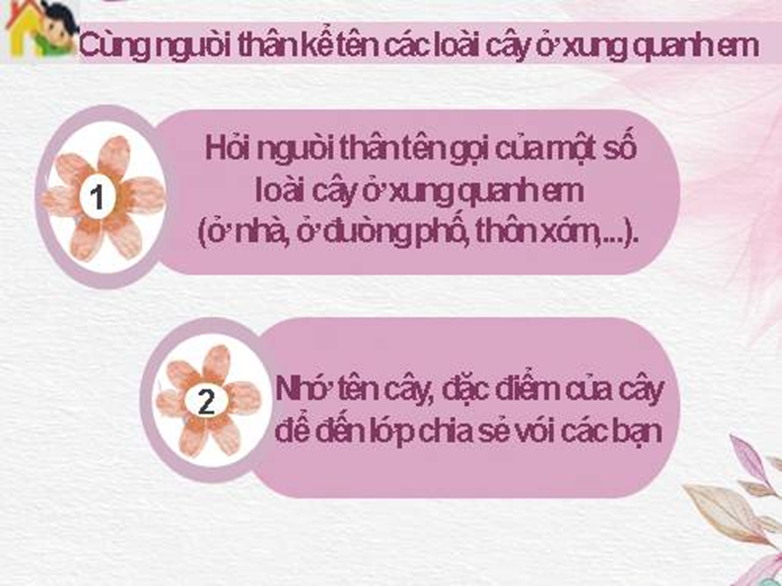 Cùng người thân kể tên các loài cây ở xung quanh em
1
Hỏi người thân tên gọi của một số
loài cây ở xung quanh em
(ở nhà, ở đường phố, thôn xóm,...).
2
Nhớ tên cây, đặc điểm của cây
để đến lớp chia sẻ với các bạn